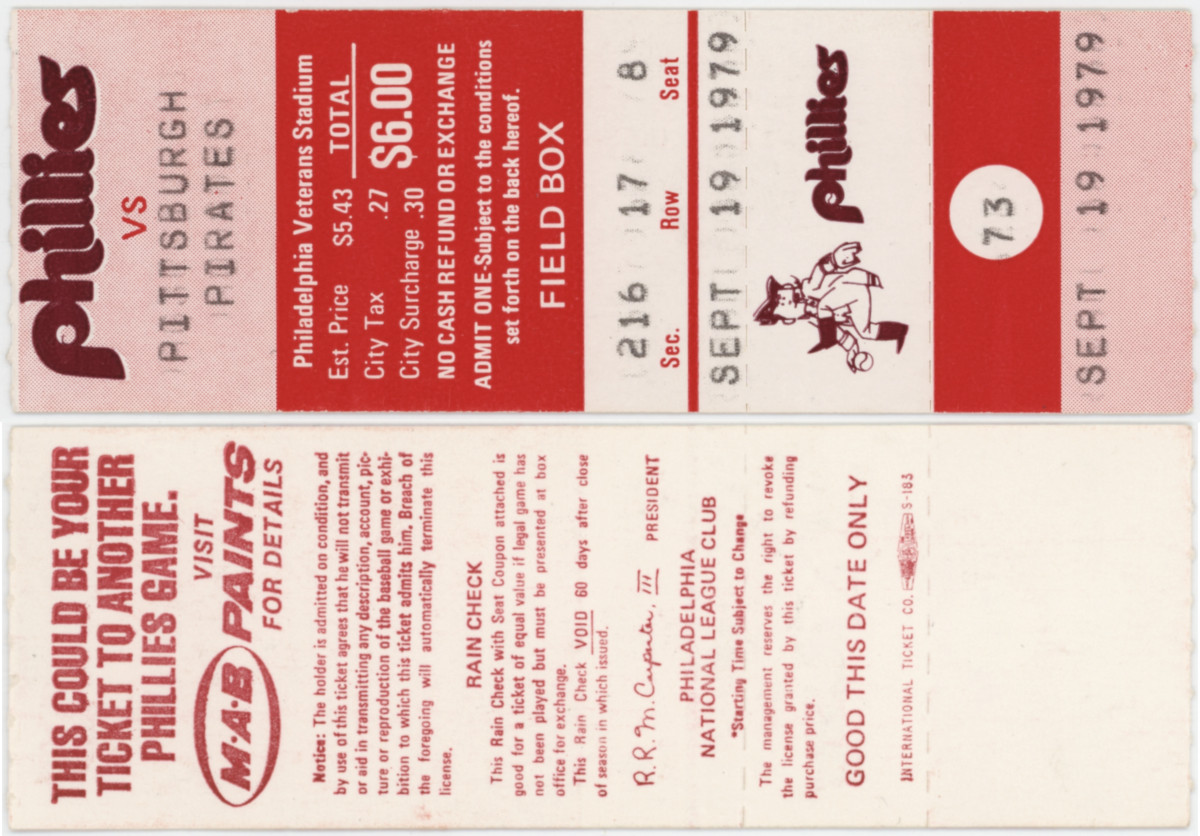 Phillies
VS
PITTSBURGH
PIRATES
Philadelphia Veterans Stadium
Est. Price $5.43 TOTAL
City Tax .27 $6.00
City Surcharge .30
NO CASH REFUND OR EXCHANGE
ADMIT ONE-Subject to the conditions
set forth on the back hereof.
FIELD BOX
216 17 8
Sec. Row Seat
SEPT 19 1979
Phillies
73
SEPT 19 1979
THIS COULD BE YOUR
TICKET TO ANOTHER
PHILLIES GAME.
VISIT
M·A·B PAINTS
FOR DETAILS
Notice: The holder is admitted on condition, and
by use of this ticket agrees that he will not transmit
or aid in transmitting any description, account, pic-
ture or reproduction of the baseball game or exhi-
bition to which this ticket admits him. Breach of
the foregoing will automatically terminate this
license.
RAIN CHECK
This Rain Check with Seat Coupon attached is
good for a ticket of equal value if legal game has
not been played but must be presented at box
office for exchange.
This Rain Check VOID 60 days after close
of season in which issued.
R. R. M. Carpenter, III PRESIDENT
PHILADELPHIA
NATIONAL LEAGUE CLUB
*Starting Time Subject to Change
The management reserves the right to revoke
the license granted by this ticket by refunding
purchase price.
GOOD THIS DATE ONLY
INTERNATIONAL TICKET CO. S-183